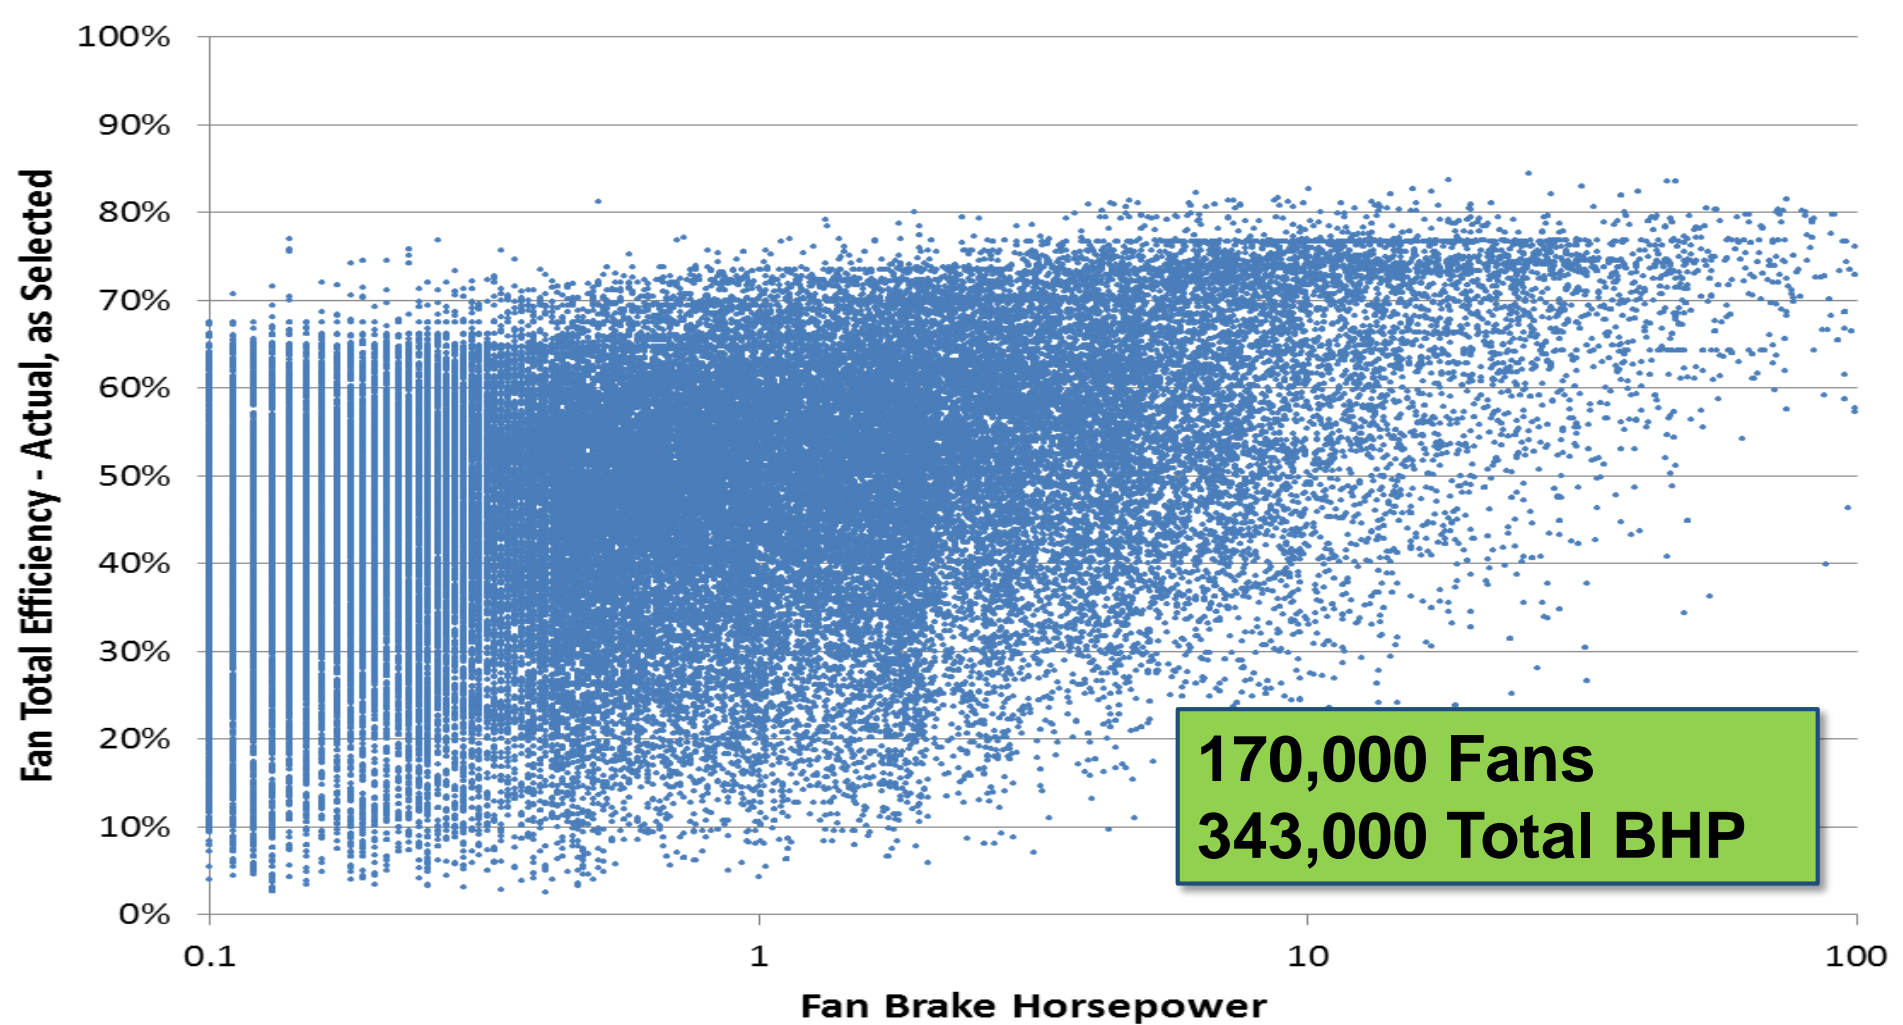 100%
90%
80%
70%
60%
50%
40%
30%
20%
10%
0%
Fan Total Efficiency - Actual, as Selected
170,000 Fans
343,000 Total BHP
0.1 1 10 100
Fan Brake Horsepower